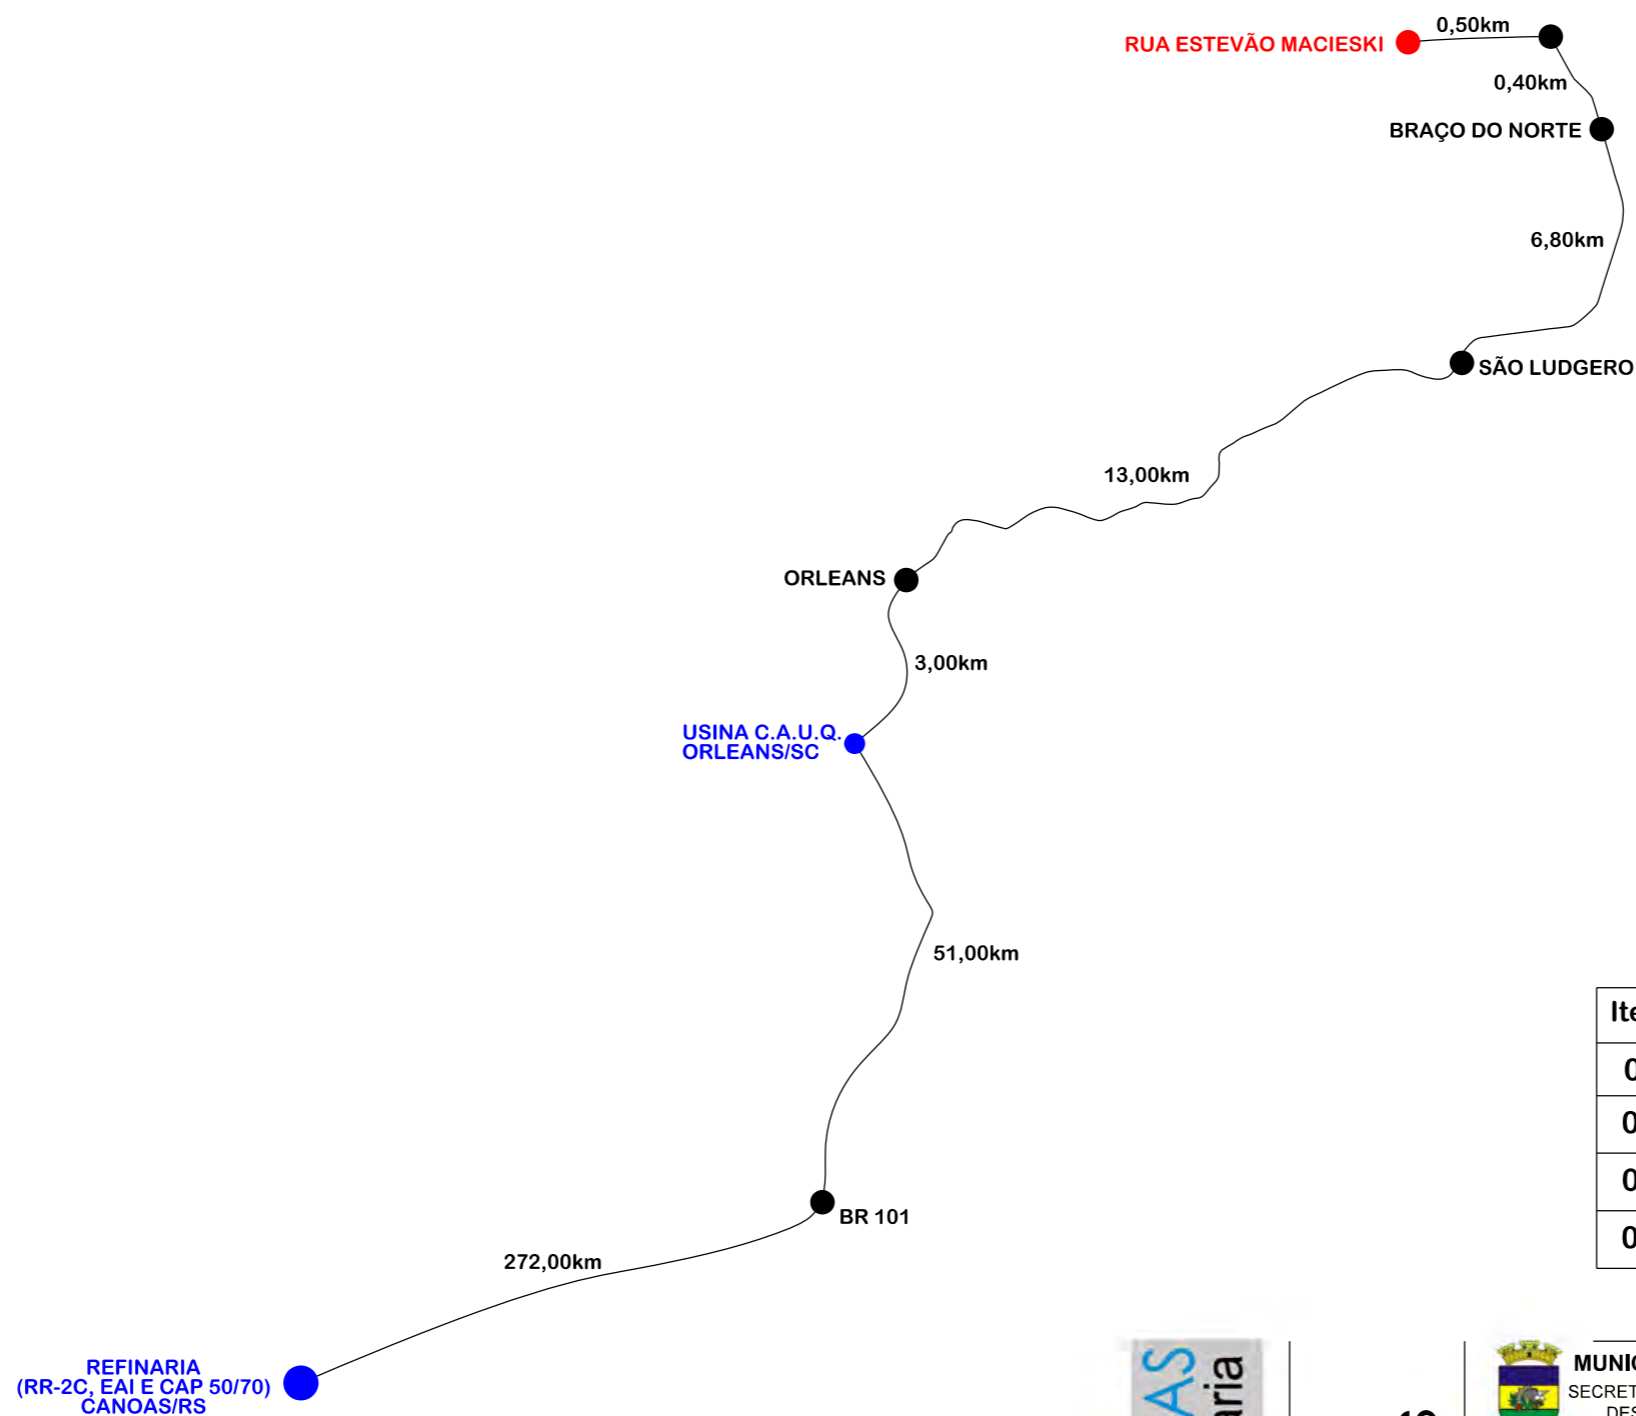 0,50km
RUA ESTEVÃO MACIESKI
0,40km
BRAÇO DO NORTE
6,80km
SÃO LUDGERO
13,00km
ORLEANS
3,00km
USINA C.A.U.Q.
ORLEANS/SC
51,00km
BR 101
272,00km
REFINARIA
(RR-2C, EAI E CAP 50/70)
CANOAS/RS